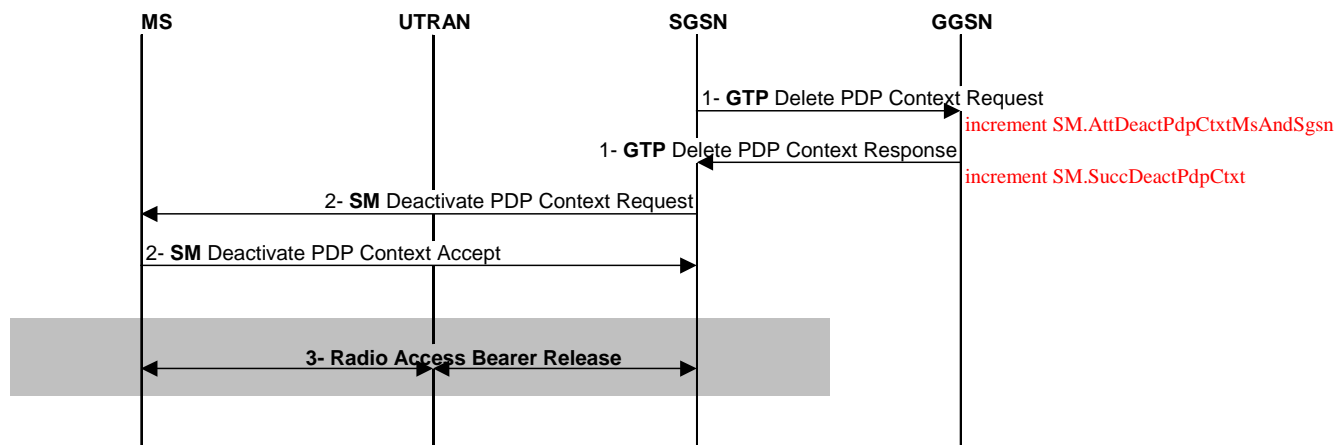 MS UTRAN SGSN GGSN
1- GTP Delete PDP Context Request
increment SM.AttDeactPdpCtxtMsAndSgsn
1- GTP Delete PDP Context Response
increment SM.SuccDeactPdpCtxt
2- SM Deactivate PDP Context Request
2- SM Deactivate PDP Context Accept
3- Radio Access Bearer Release